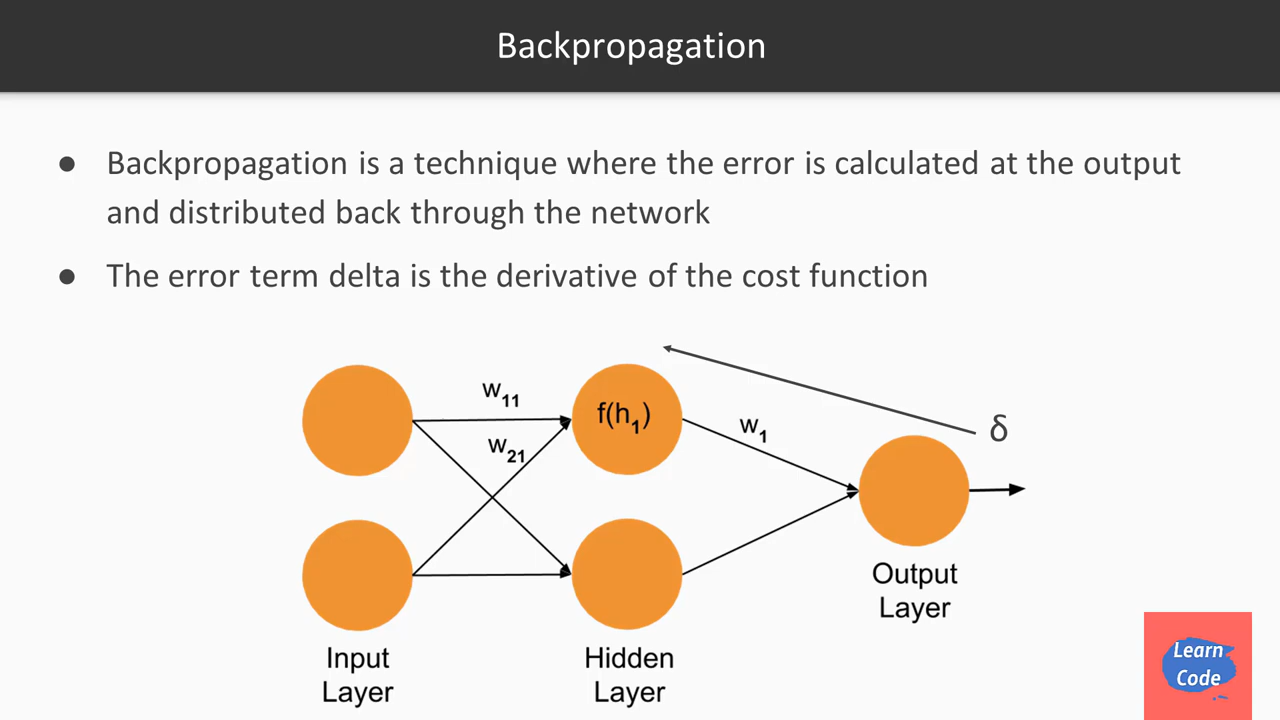 Backpropagation
● Backpropagation is a technique where the error is calculated at the output
and distributed back through the network
● The error term delta is the derivative of the cost function
w11
f(h1)
w1
δ
w21
Output
Layer
Input
Layer
Hidden
Layer
Learn
Code